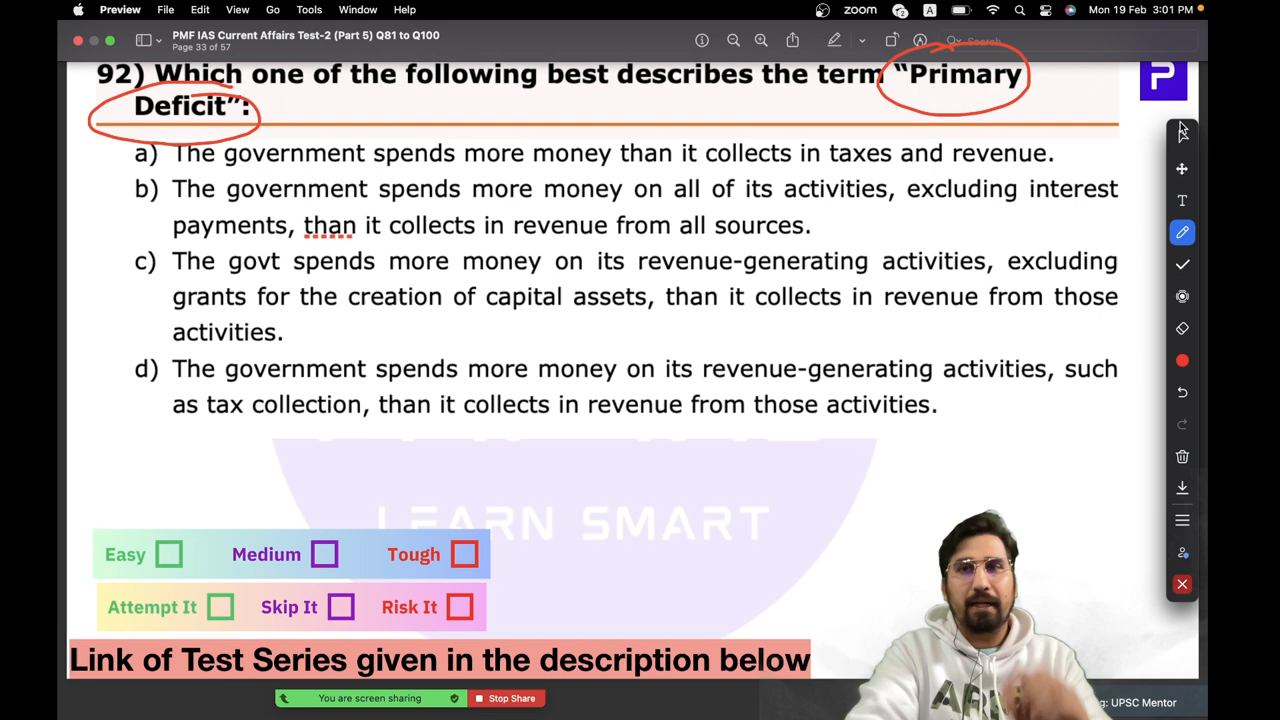 Preview File Edit View Go Tools Window Help zoom 2 A Mon 19 Feb 3:01 PM
PMF IAS Current Affairs Test-2 (Part 5) Q81 to Q100
Page 33 of 57
Search
92) Which one of the following best describes the term “Primary
Deficit”:
a) The government spends more money than it collects in taxes and revenue.
b) The government spends more money on all of its activities, excluding interest
payments, than it collects in revenue from all sources.
c) The govt spends more money on its revenue-generating activities, excluding
grants for the creation of capital assets, than it collects in revenue from those
activities.
d) The government spends more money on its revenue-generating activities, such
as tax collection, than it collects in revenue from those activities.
LEARN SMART
Easy Medium Tough
Attempt It Skip It Risk It
Link of Test Series given in the description below
You are screen sharing Stop Share
g: UPSC Mentor